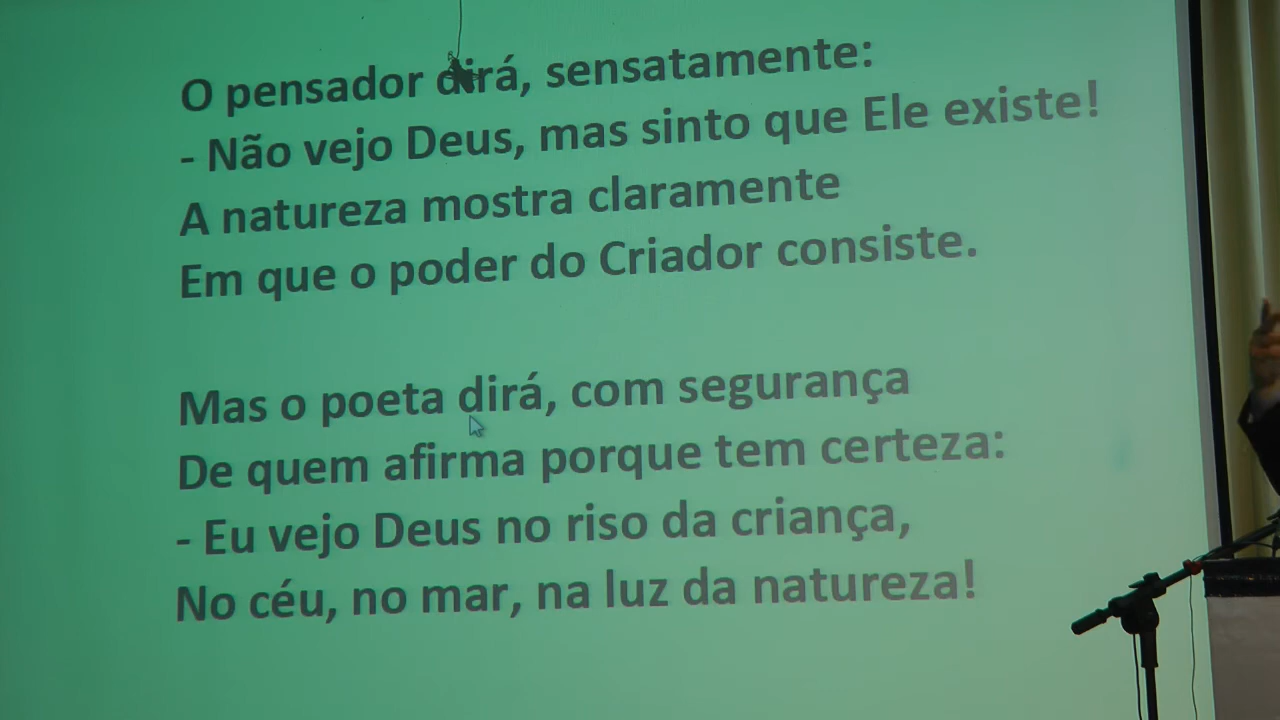 O pensador dirá, sensatamente:
- Não vejo Deus, mas sinto que Ele existe!
A natureza mostra claramente
Em que o poder do Criador consiste.
Mas o poeta dirá, com segurança
De quem afirma porque tem certeza:
- Eu vejo Deus no riso da criança,
No céu, no mar, na luz da natureza!